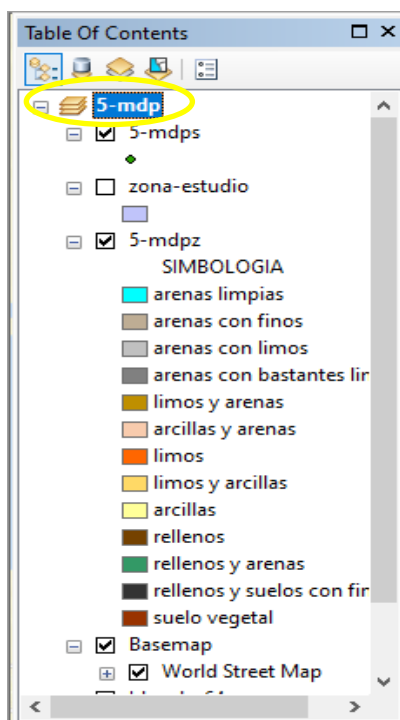 Table Of Contents
5-mdp
5-mdps
zona-estudio
5-mdpz
SIMBOLOGIA
arenas limpias
arenas con finos
arenas con limos
arenas con bastantes lir
limos y arenas
arcillas y arenas
limos
limos y arcillas
arcillas
rellenos
rellenos y arenas
rellenos y suelos con fir
suelo vegetal
Basemap
World Street Map